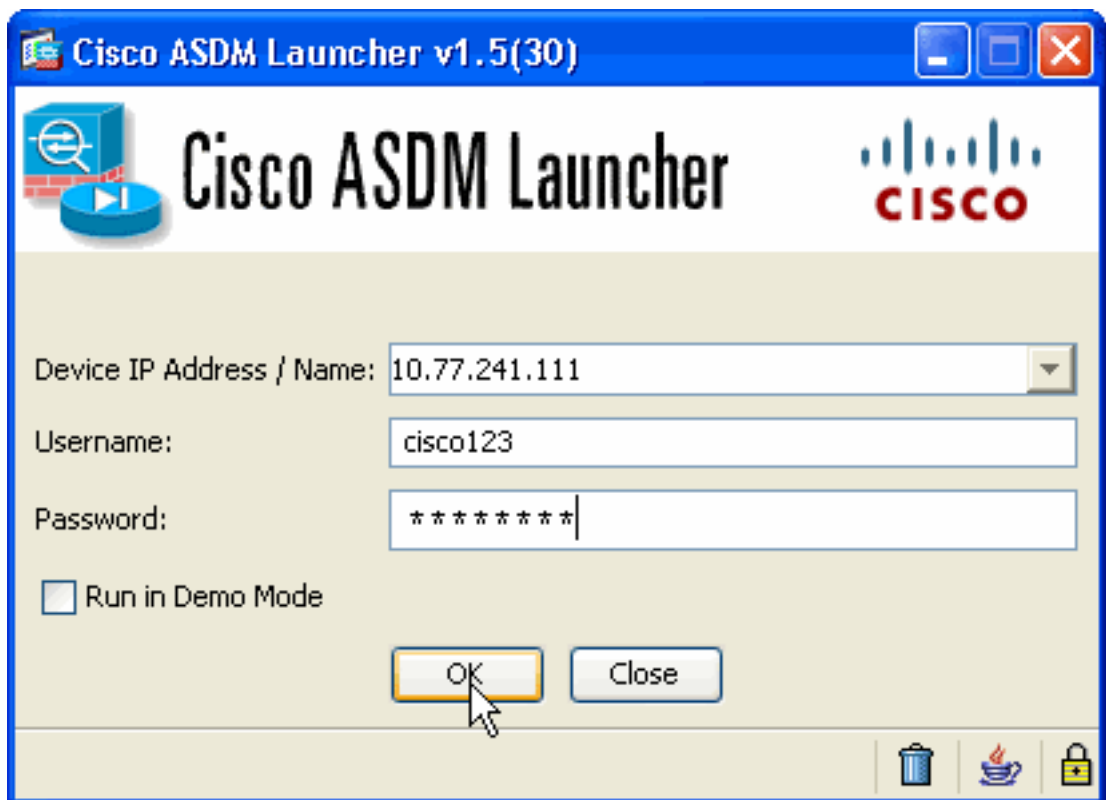 Cisco ASDM Launcher v1.5(30)
Cisco ASDM Launcher
CISCO
Device IP Address / Name: 10.77.241.111
Username: cisco123
Password: ********
Run in Demo Mode
OK Close